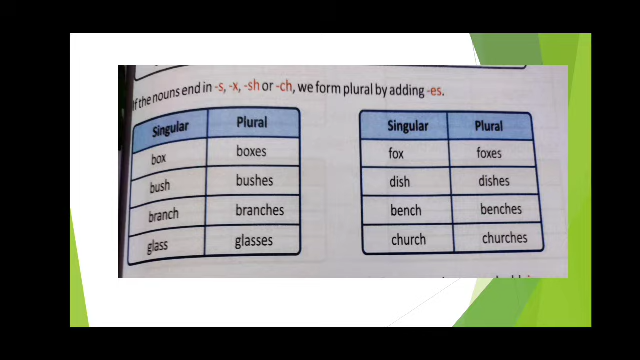 If the nouns end in -s, -x, -sh or -ch, we form plural by adding -es.
Singular Plural
box boxes
bush bushes
branch branches
glass glasses
Singular Plural
fox foxes
dish dishes
bench benches
church churches